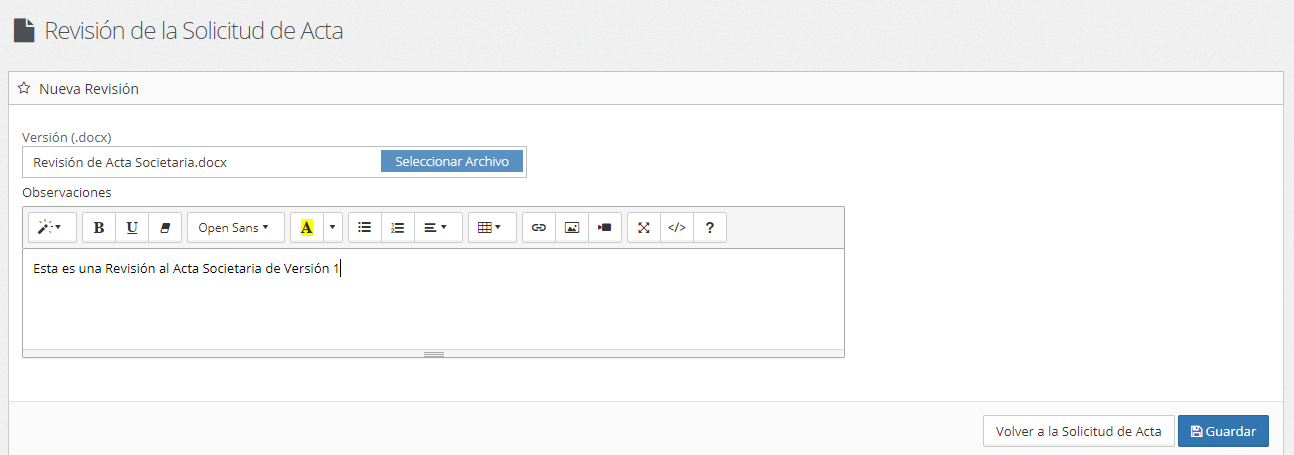 Revisión de la Solicitud de Acta
Nueva Revisión
Versión (.docx)
Revisión de Acta Societaria.docx Seleccionar Archivo
Observaciones
B U Open Sans A </> ?
Esta es una Revisión al Acta Societaria de Versión 1
Volver a la Solicitud de Acta Guardar